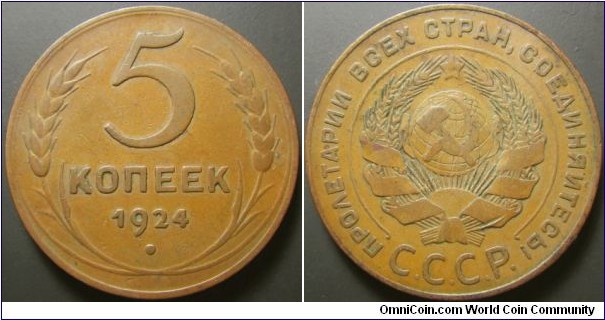 5
КОПЕЕК
1924
ПРОЛЕТАРИИ ВСЕХ СТРАН, СОЕДИНЯЙТЕСЬ!
С.С.С.Р.
OmniCoin.com World Coin Community